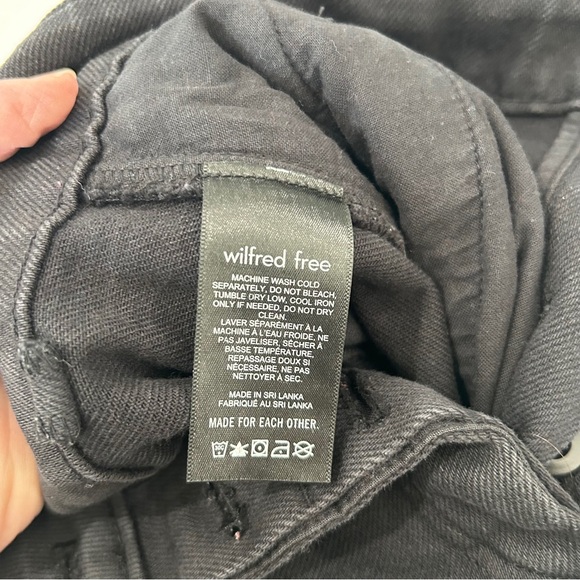 wilfred free
MACHINE WASH COLD
SEPARATELY, DO NOT BLEACH,
TUMBLE DRY LOW, COOL IRON
ONLY IF NEEDED, DO NOT DRY
CLEAN.
LAVER SÉPARÉMENT À LA
MACHINE À L'EAU FROIDE, NE
PAS JAVELISER, SÉCHER À
BASSE TEMPÉRATURE,
REPASSAGE DOUX SI
NÉCESSAIRE, NE PAS
NETTOYER À SEC.
MADE IN SRI LANKA
FABRIQUÉ AU SRI LANKA
MADE FOR EACH OTHER.